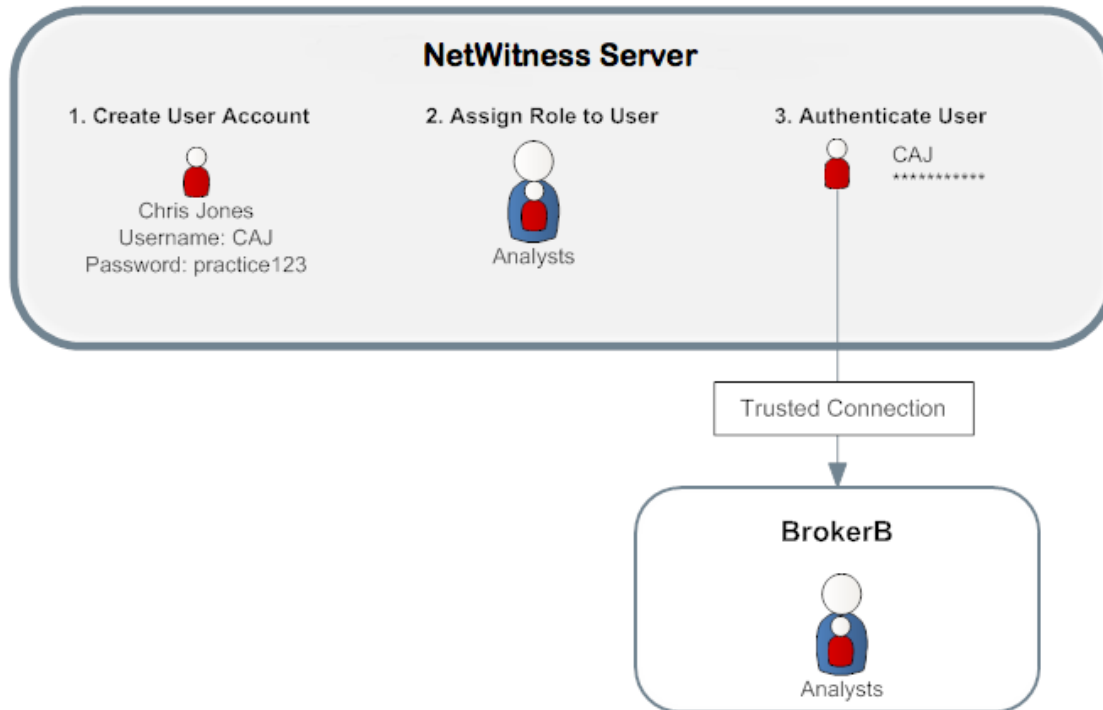 NetWitness Server
1. Create User Account
Chris Jones
Username: CAJ
Password: practice123
2. Assign Role to User
Analysts
3. Authenticate User
CAJ
***********
Trusted Connection
BrokerB
Analysts